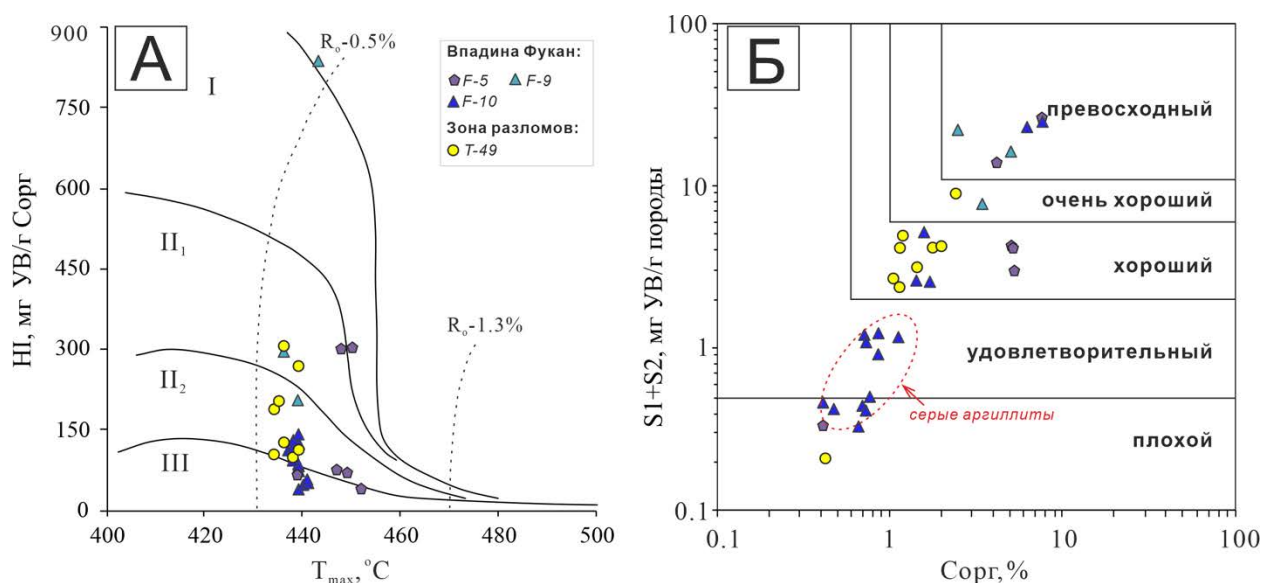 А
HI, мг УВ/г Сорг
900
750
600
450
300
150
0
400
420
440
460
480
500
Tmax, °C
I
II1
II2
III
Ro-0.5%
Ro-1.3%
Впадина Фукан:
F-5 F-9
F-10
Зона разломов:
T-49
Б
S1+S2, мг УВ/г породы
100
10
1
0.1
0.1
1
10
100
Сорг,%
превосходный
очень хороший
хороший
удовлетворительный
серые аргиллиты
плохой